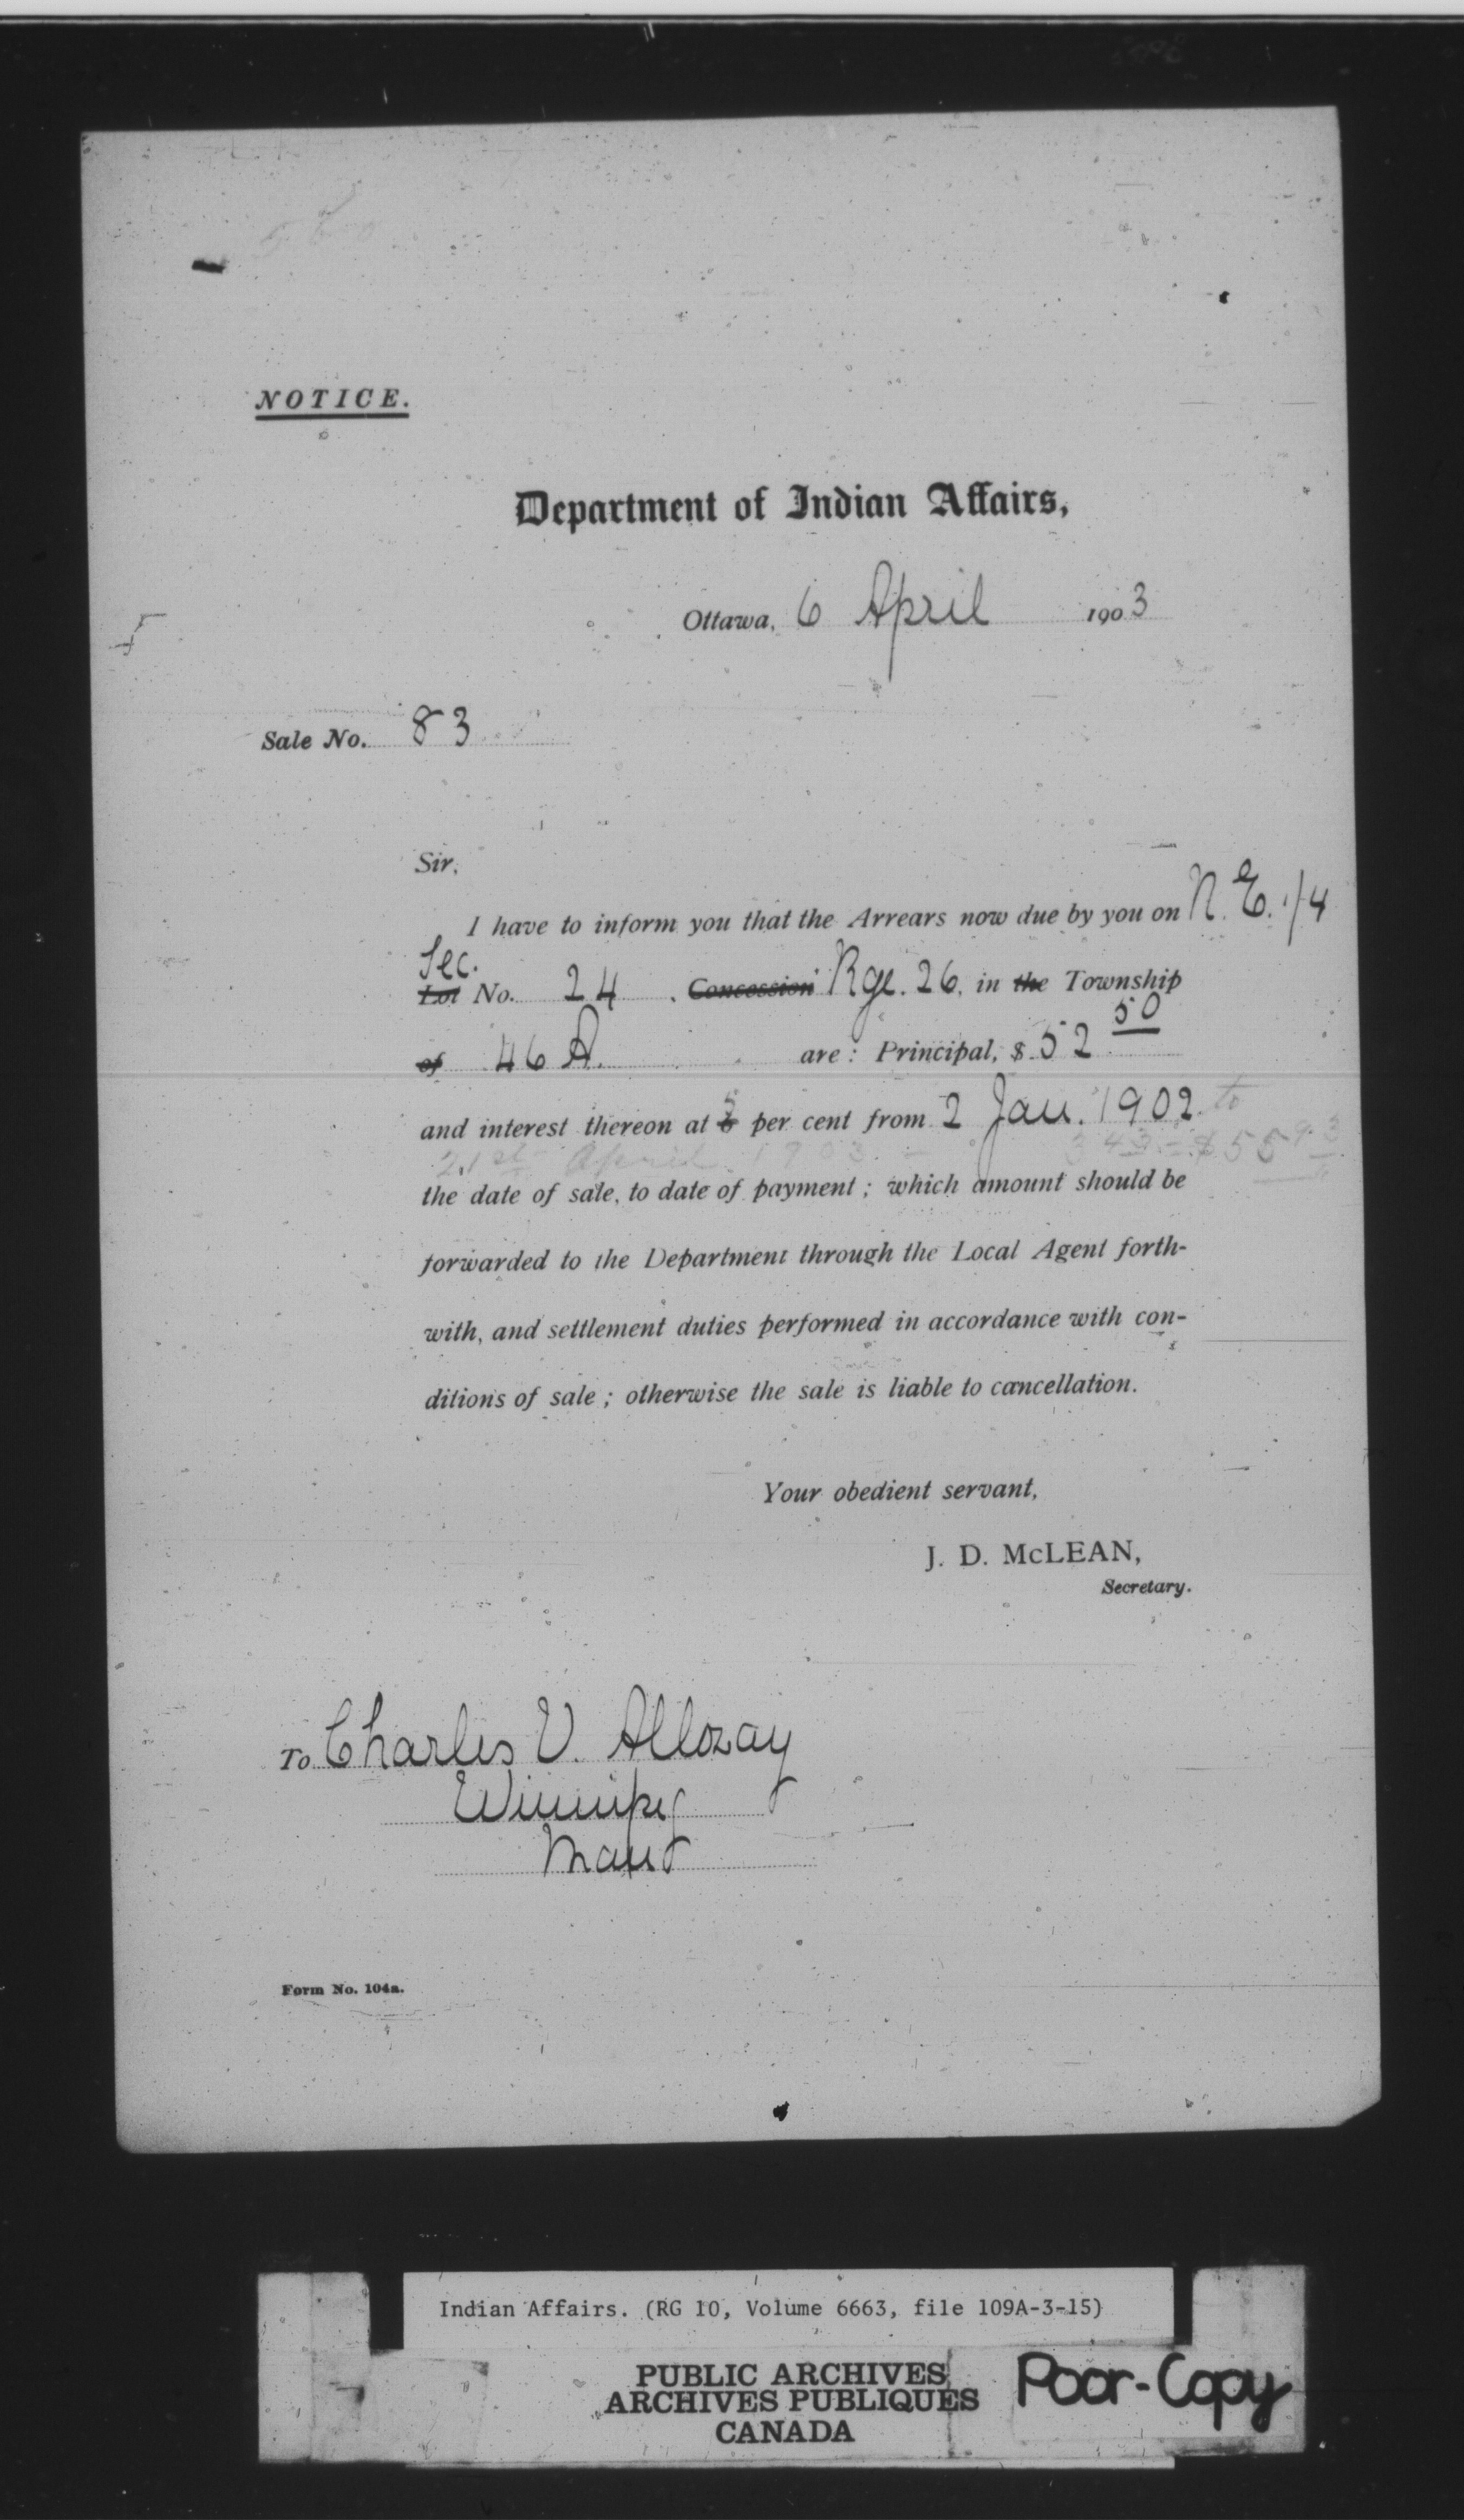 NOTICE.
Department of Indian Affairs,
Ottawa, 6 April 1903
Sale No. 83
Sir,
I have to inform you that the Arrears now due by you on N. E. 1/4
Sec.
Lot No. 24 . Concession Rge. 26, in the Township
of 46 A. are: Principal, $ 52 50
and interest thereon at 5 6 per cent from 2 Jan. 1902 to
21st April 1903 - 343 - $55 93
the date of sale, to date of payment; which amount should be
forwarded to the Department through the Local Agent forth-
with, and settlement duties performed in accordance with con-
ditions of sale; otherwise the sale is liable to cancellation.
Your obedient servant,
J. D. McLEAN,
Secretary.
To Charles V. Alloway
Winnipeg
Man
Form No. 104a.
Indian Affairs. (RG 10, Volume 6663, file 109A-3-15)
PUBLIC ARCHIVES
ARCHIVES PUBLIQUES
CANADA
Poor-Copy